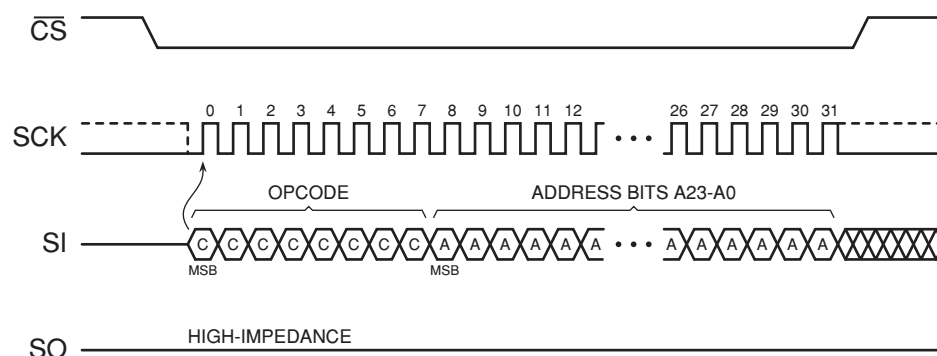 CS
0 1 2 3 4 5 6 7 8 9 10 11 12 26 27 28 29 30 31
SCK
OPCODE ADDRESS BITS A23-A0
SI C C C C C C C C A A A A A A A A A A A A
MSB MSB
HIGH-IMPEDANCE
SO